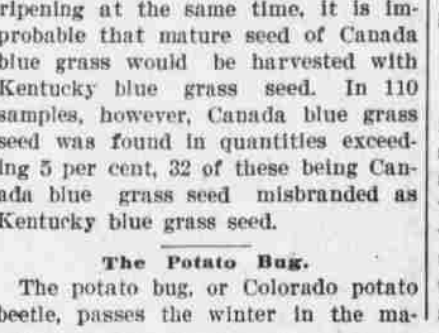 ripening at the same time, it is im-
probable that mature seed of Canada
blue grass would be harvested with
Kentucky blue grass seed. In 110
samples, however, Canada blue grass
seed was found in quantities exceed-
ing 5 per cent, 32 of these being Can-
ada blue grass seed misbranded as
Kentucky blue grass seed.
The Potato Bug.
The potato bug, or Colorado potato
beetle, passes the winter in the ma-